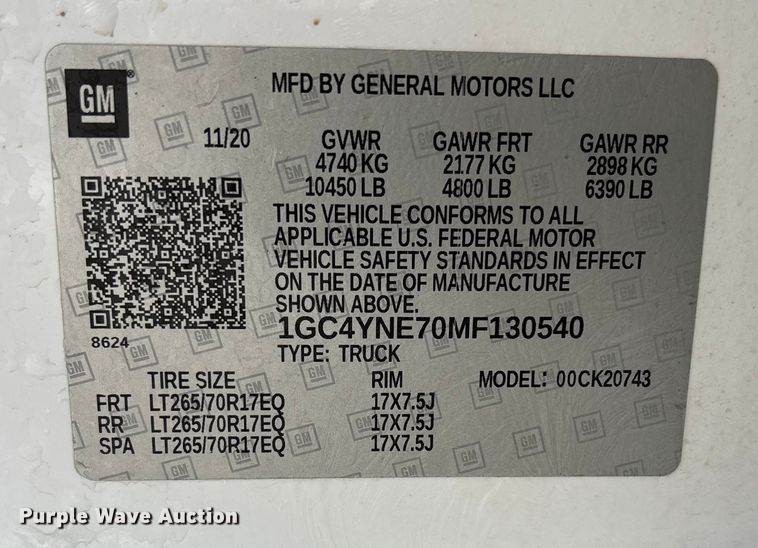 GM
MFD BY GENERAL MOTORS LLC
11/20 GVWR GAWR FRT GAWR RR
4740 KG 2177 KG 2898 KG
10450 LB 4800 LB 6390 LB
THIS VEHICLE CONFORMS TO ALL
APPLICABLE U.S. FEDERAL MOTOR
VEHICLE SAFETY STANDARDS IN EFFECT
ON THE DATE OF MANUFACTURE
SHOWN ABOVE.
8624
1GC4YNE70MF130540
TYPE: TRUCK
TIRE SIZE RIM MODEL: 00CK20743
FRT LT265/70R17EQ 17X7.5J
RR LT265/70R17EQ 17X7.5J
SPA LT265/70R17EQ 17X7.5J
Purple Wave Auction